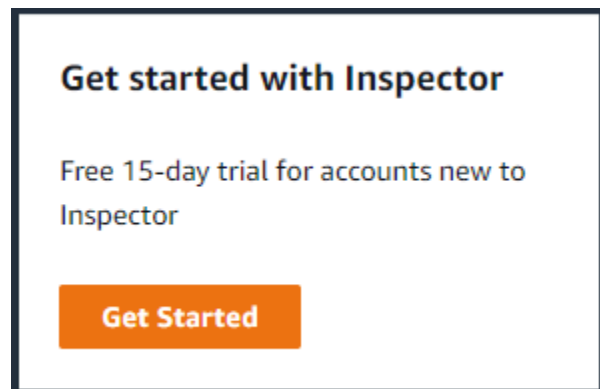 Get started with Inspector
Free 15-day trial for accounts new to
Inspector
Get Started